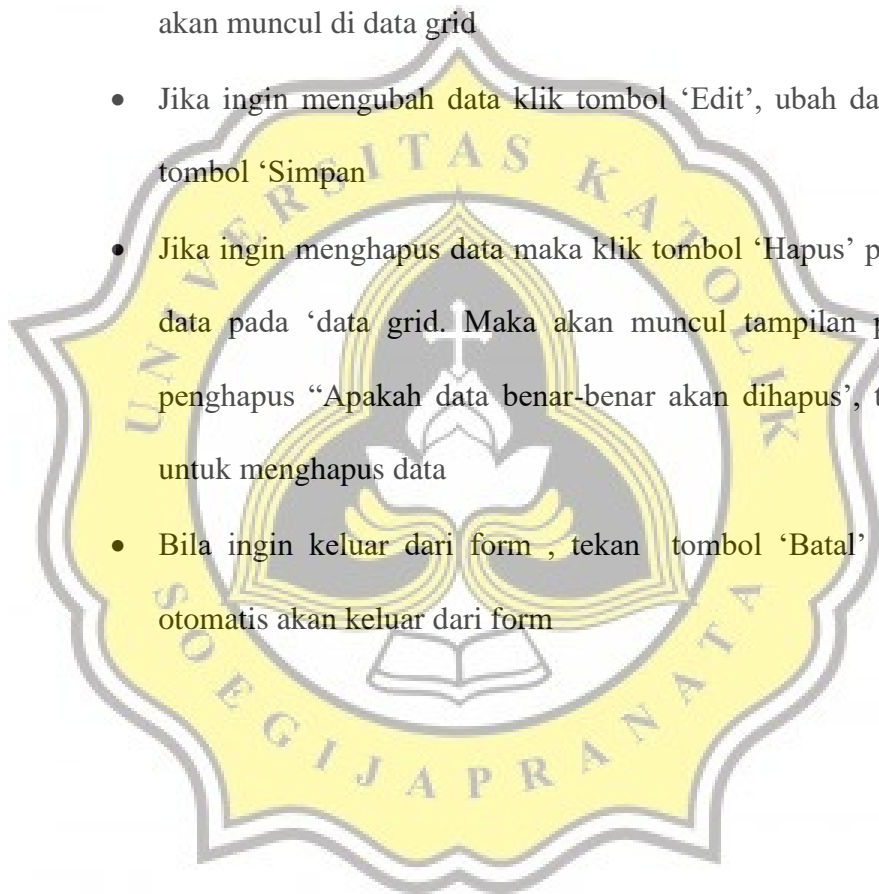 akan muncul di data grid
• Jika ingin mengubah data klik tombol ‘Edit’, ubah da
tombol ‘Simpan
• Jika ingin menghapus data maka klik tombol ‘Hapus’ p
data pada ‘data grid. Maka akan muncul tampilan p
penghapus “Apakah data benar-benar akan dihapus’, t
untuk menghapus data
• Bila ingin keluar dari form , tekan tombol ‘Batal’
otomatis akan keluar dari form
UNIVERSITAS KATOLIK
SOEGIJAPRANATA